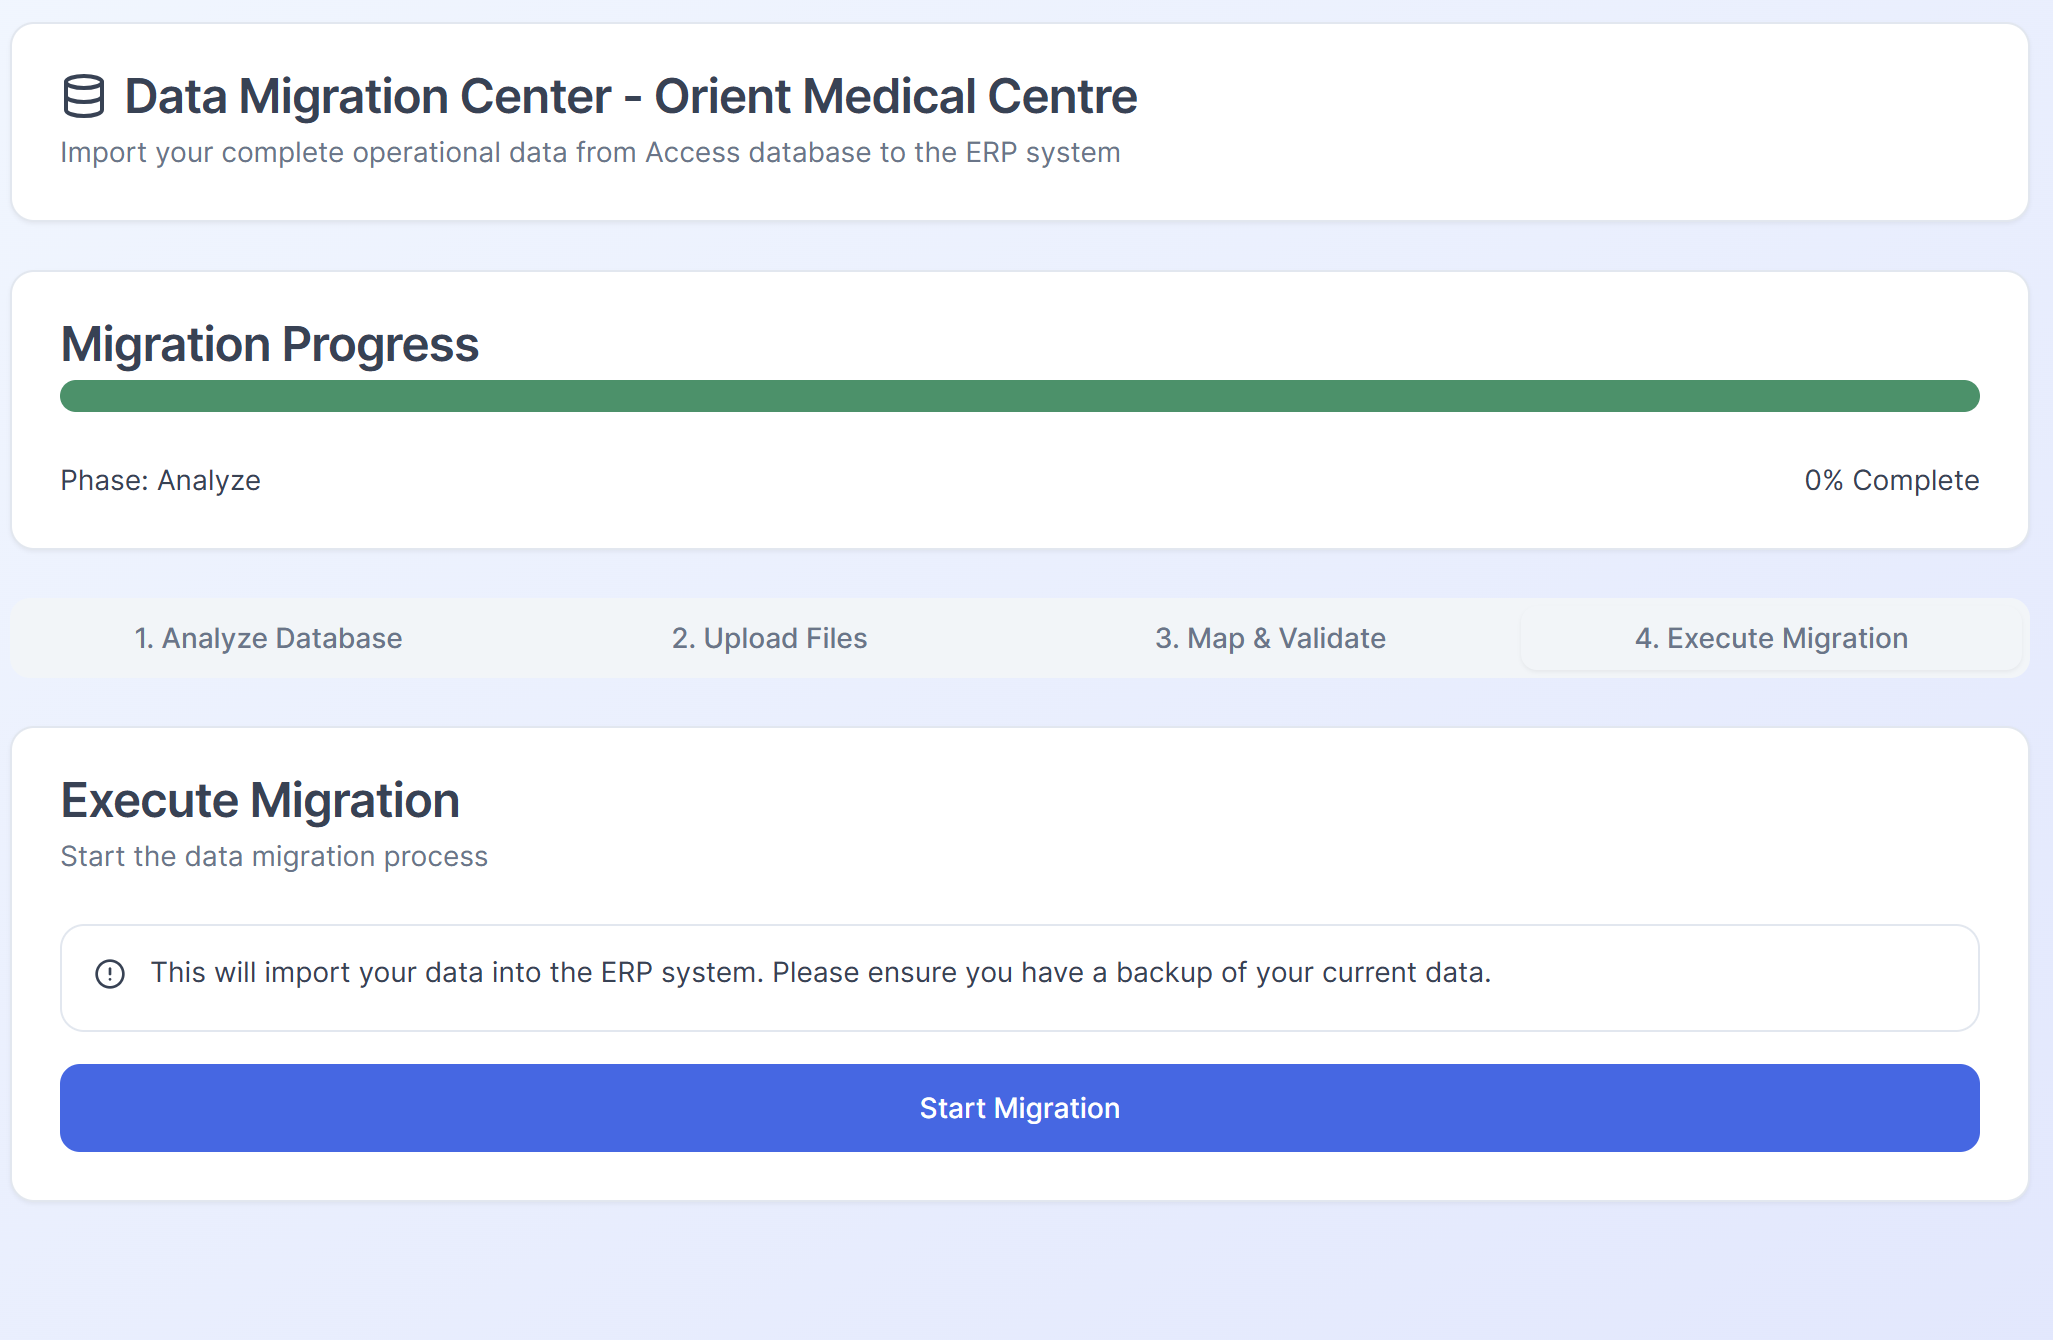 Data Migration Center - Orient Medical Centre
Import your complete operational data from Access database to the ERP system
Migration Progress
Phase: Analyze
0% Complete
1. Analyze Database
2. Upload Files
3. Map & Validate
4. Execute Migration
Execute Migration
Start the data migration process
This will import your data into the ERP system. Please ensure you have a backup of your current data.
Start Migration